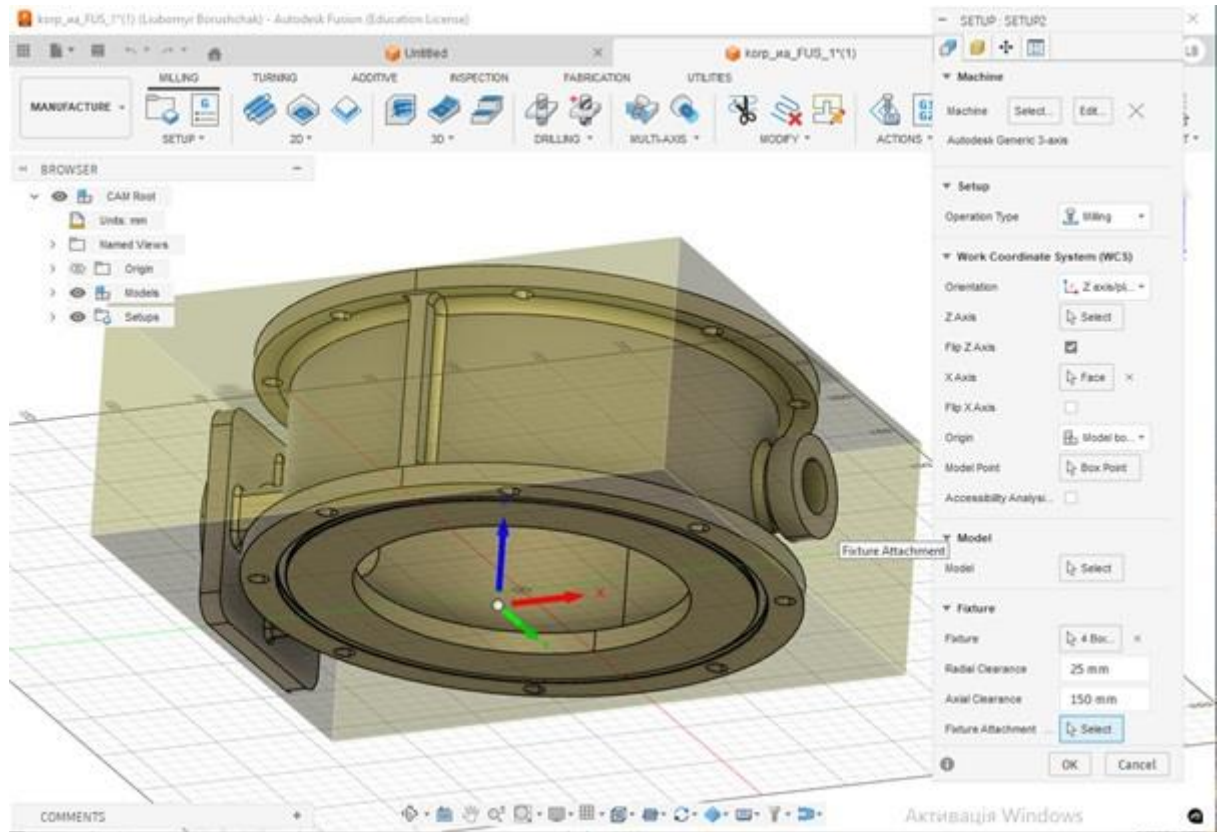 korp_на_FUS_1*(1) (Liubomyr Borushchak) - Autodesk Fusion (Education License)
SETUP : SETUP2
Untitled
korp_на_FUS_1*(1)
LB
MILLING TURNING ADDITIVE INSPECTION FABRICATION UTILITIES
MANUFACTURE
SETUP 2D 3D DRILLING MULTI-AXIS MODIFY ACTIONS
BROWSER
CAM Root
Units: mm
Named Views
Origin
Models
Setups
Machine
Machine Select... Edit...
Autodesk Generic 3-axis
Setup
Operation Type Milling
Work Coordinate System (WCS)
Orientation Z axis/pl...
Z Axis Select
Flip Z Axis
X Axis Face
Flip X Axis
Origin Model bo...
Model Point Box Point
Accessibility Analysi...
Model
Model Select
Fixture
Fixture 4 Bo...
Radial Clearance 25 mm
Axial Clearance 150 mm
Fixture Attachment Select
OK Cancel
Fixture Attachment
X
COMMENTS
Активація Windows